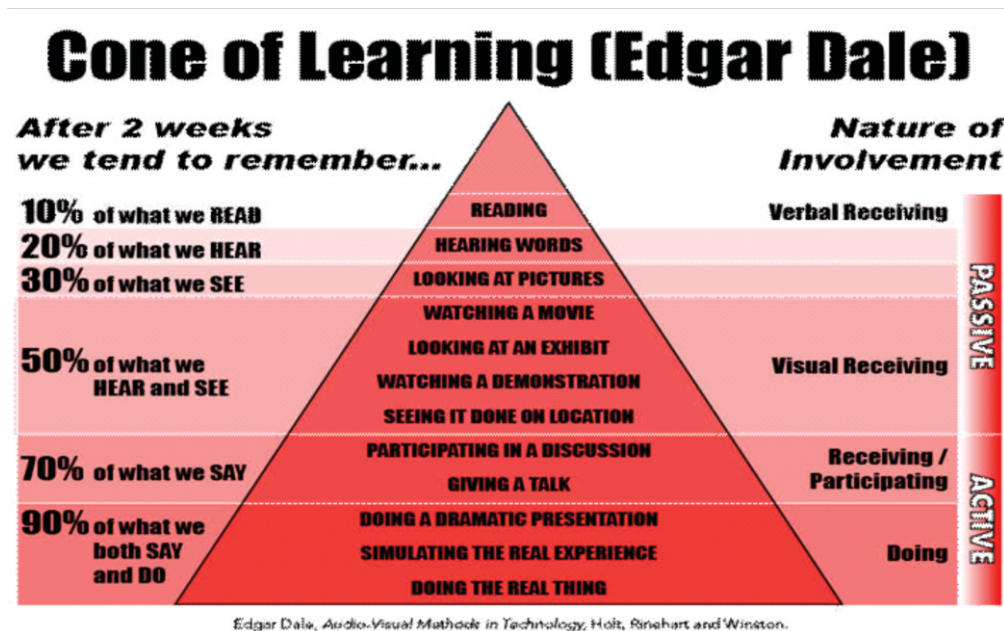 Cone of Learning (Edgar Dale)
After 2 weeks
we tend to remember...
Nature of
Involvement
10% of what we READ
READING
Verbal Receiving
20% of what we HEAR
HEARING WORDS
30% of what we SEE
LOOKING AT PICTURES
WATCHING A MOVIE
50% of what we
HEAR and SEE
LOOKING AT AN EXHIBIT
WATCHING A DEMONSTRATION
SEEING IT DONE ON LOCATION
Visual Receiving
PASSIVE
70% of what we SAY
PARTICIPATING IN A DISCUSSION
GIVING A TALK
Receiving /
Participating
90% of what we
both SAY
and DO
DOING A DRAMATIC PRESENTATION
SIMULATING THE REAL EXPERIENCE
DOING THE REAL THING
Doing
ACTIVE
Edgar Dale, Audio-Visual Methods in Technology, Holt, Rinehart and Winston.